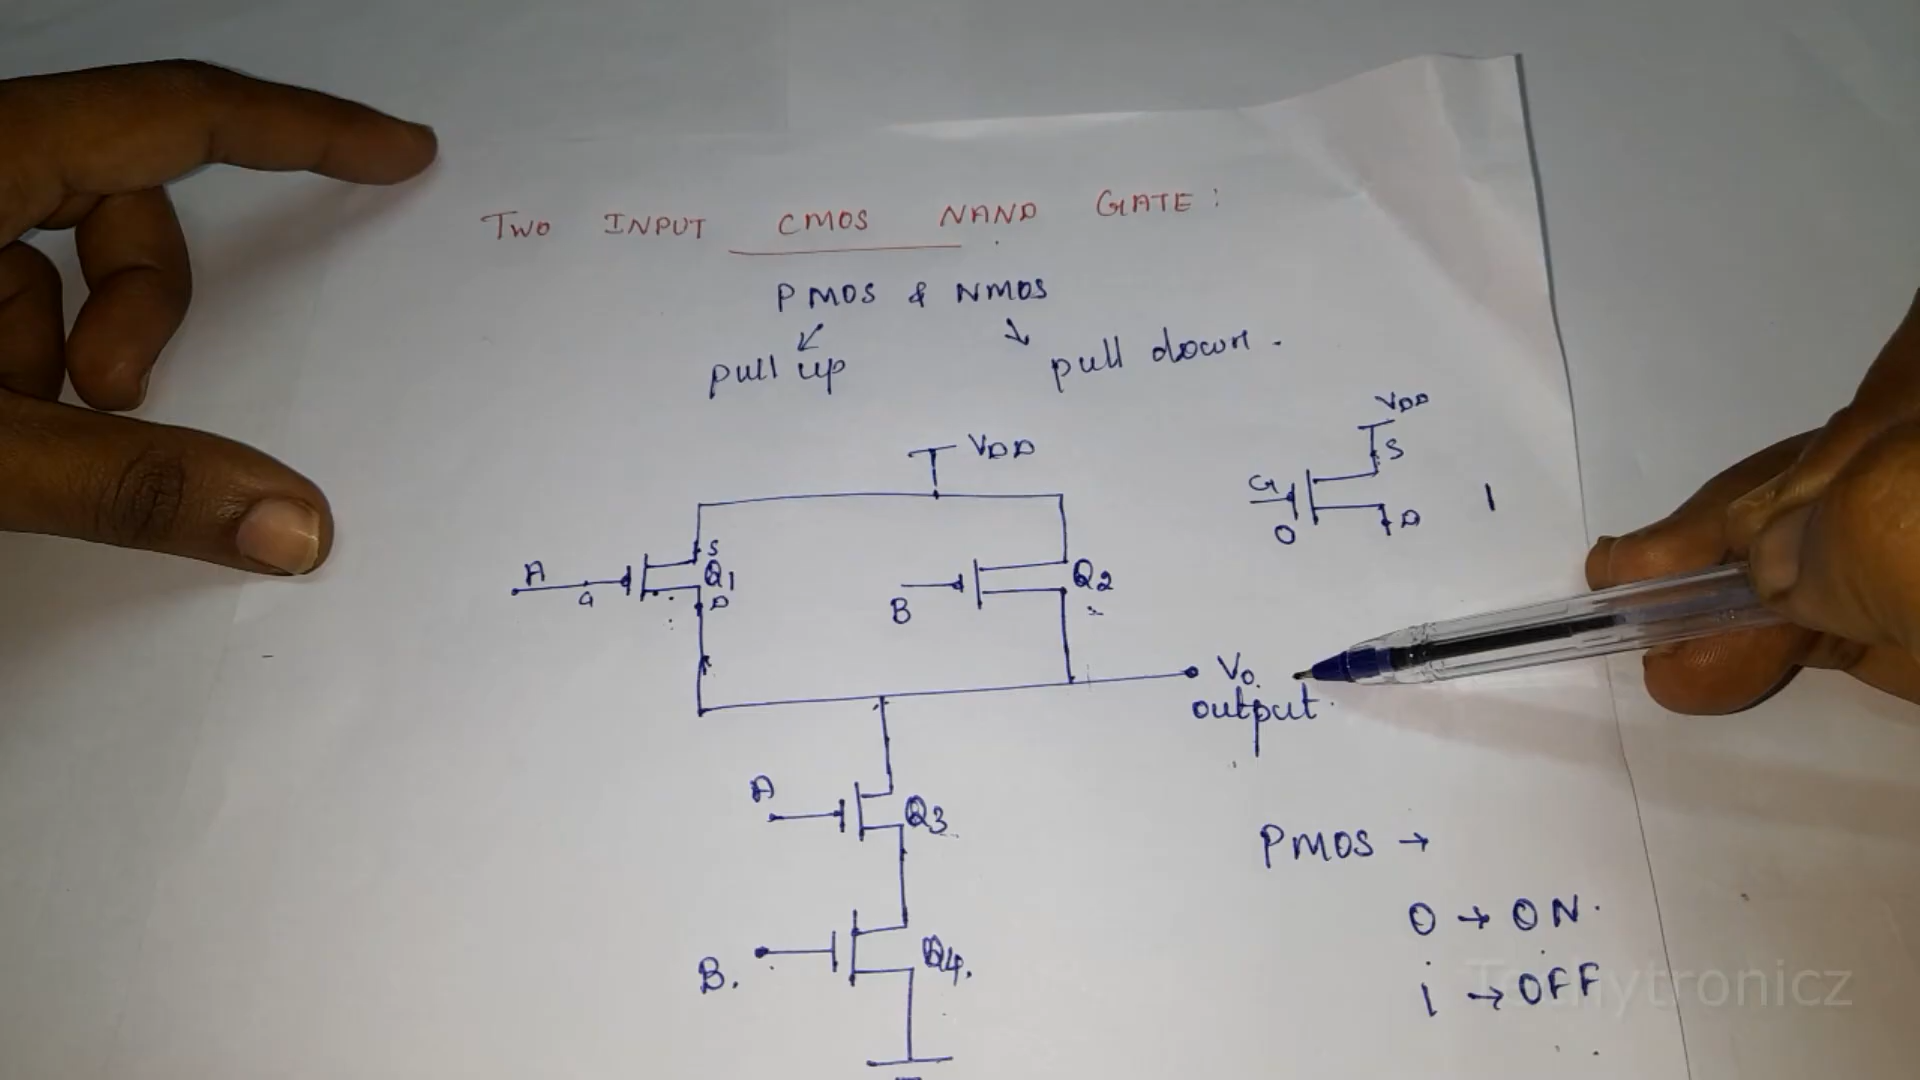 TWO INPUT CMOS NAND GATE:
PMOS & NMOS
pull up
pull down.
VDD
VDD
S
G
D
0
1
A
G
S
Q1
D
B
Q2
Vo.
output
A
Q3
B.
Q4.
PMOS →
0 → ON.
1 → OFF
Techytronicz